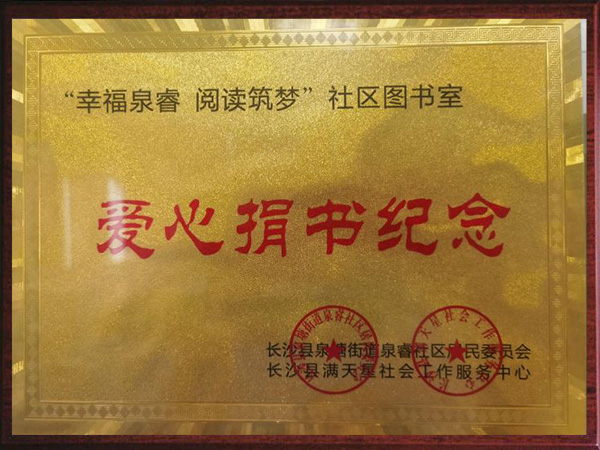 “幸福泉睿 阅读筑梦”社区图书室
爱心捐书纪念
长沙县泉塘街道泉睿社区居民委员会
长沙县满天星社会工作服务中心